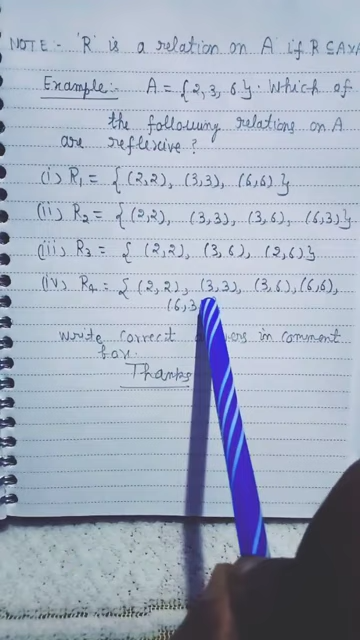 NOTE:- 'R' is a relation on A if R ⊆ AXA
Example:- A = {2, 3, 6}. Which of
the following relations on A
are reflexive?
(i) R1 = {(2,2), (3,3), (6,6)}
(ii) R2 = {(2,2), (3,3), (3,6), (6,3)}
(iii) R3 = {(2,2), (3,6), (2,6)}
(iv) R4 = {(2,2), (3,3), (3,6), (6,6),
(6,3
Write correct in comment
box.
Thanks